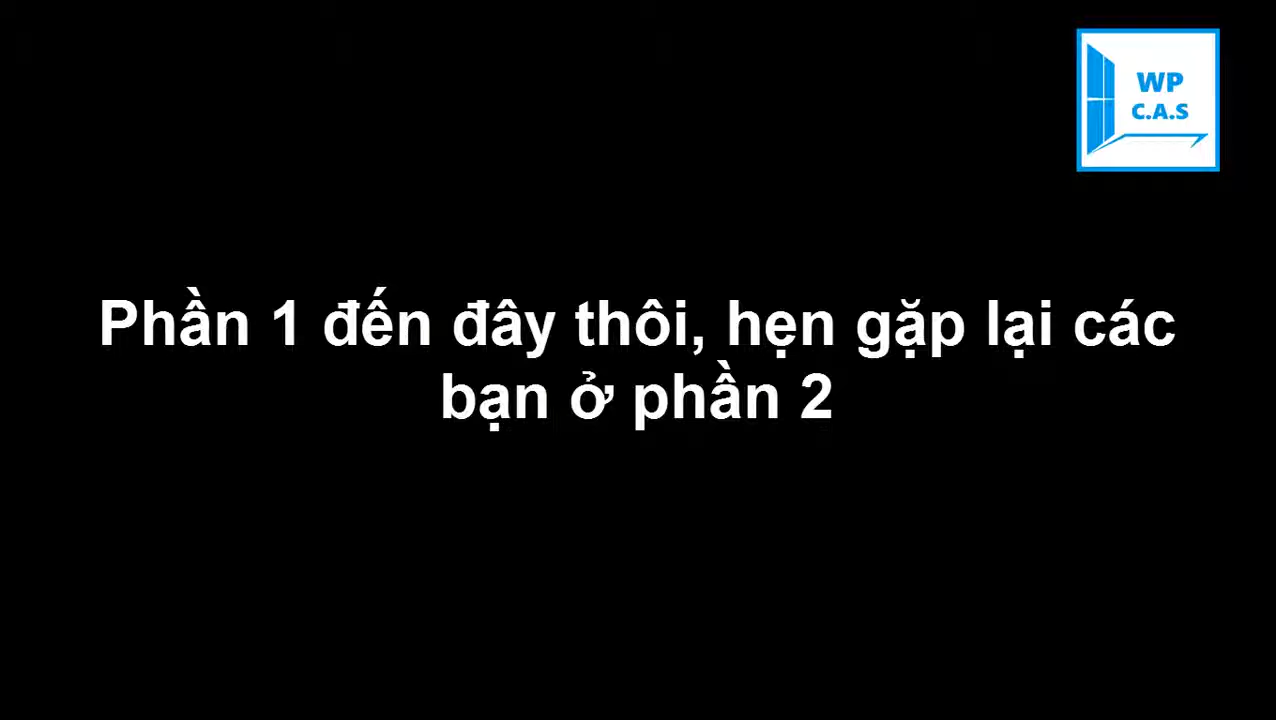 WP
C.A.S
Phần 1 đến đây thôi, hẹn gặp lại các
bạn ở phần 2